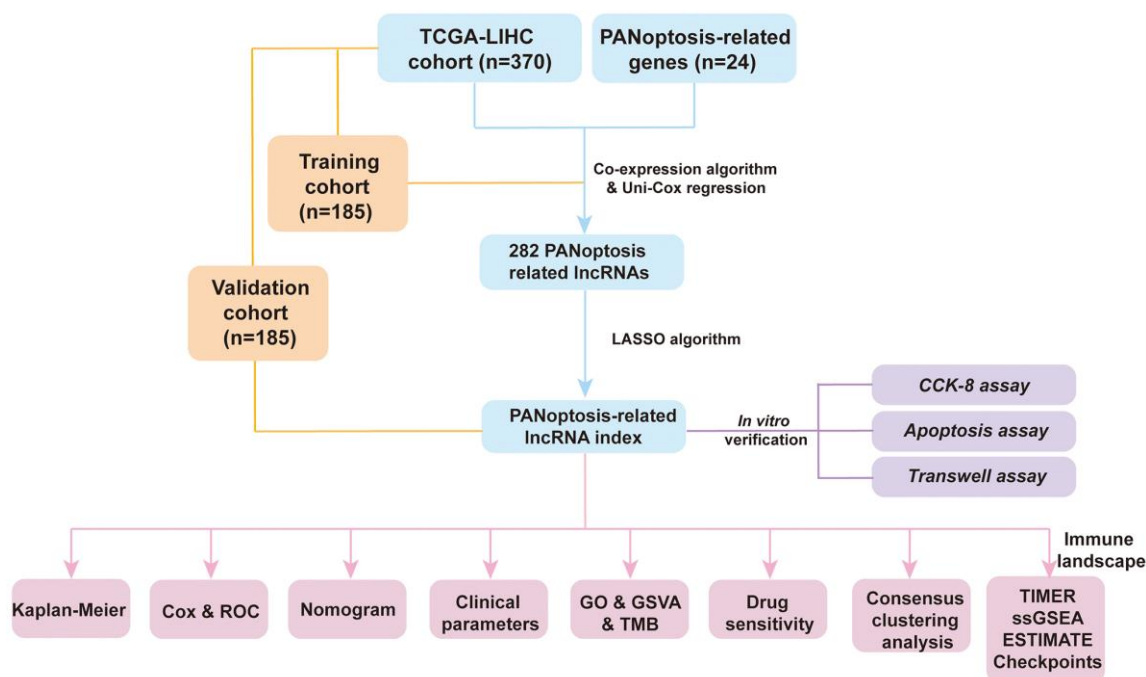 TCGA-LIHC
cohort (n=370)
PANoptosis-related
genes (n=24)
Training
cohort
(n=185)
Co-expression algorithm
& Uni-Cox regression
282 PANoptosis
related lncRNAs
Validation
cohort
(n=185)
LASSO algorithm
PANoptosis-related
lncRNA index
In vitro
verification
CCK-8 assay
Apoptosis assay
Transwell assay
Immune
landscape
Kaplan-Meier
Cox & ROC
Nomogram
Clinical
parameters
GO & GSVA
& TMB
Drug
sensitivity
Consensus
clustering
analysis
TIMER
ssGSEA
ESTIMATE
Checkpoints